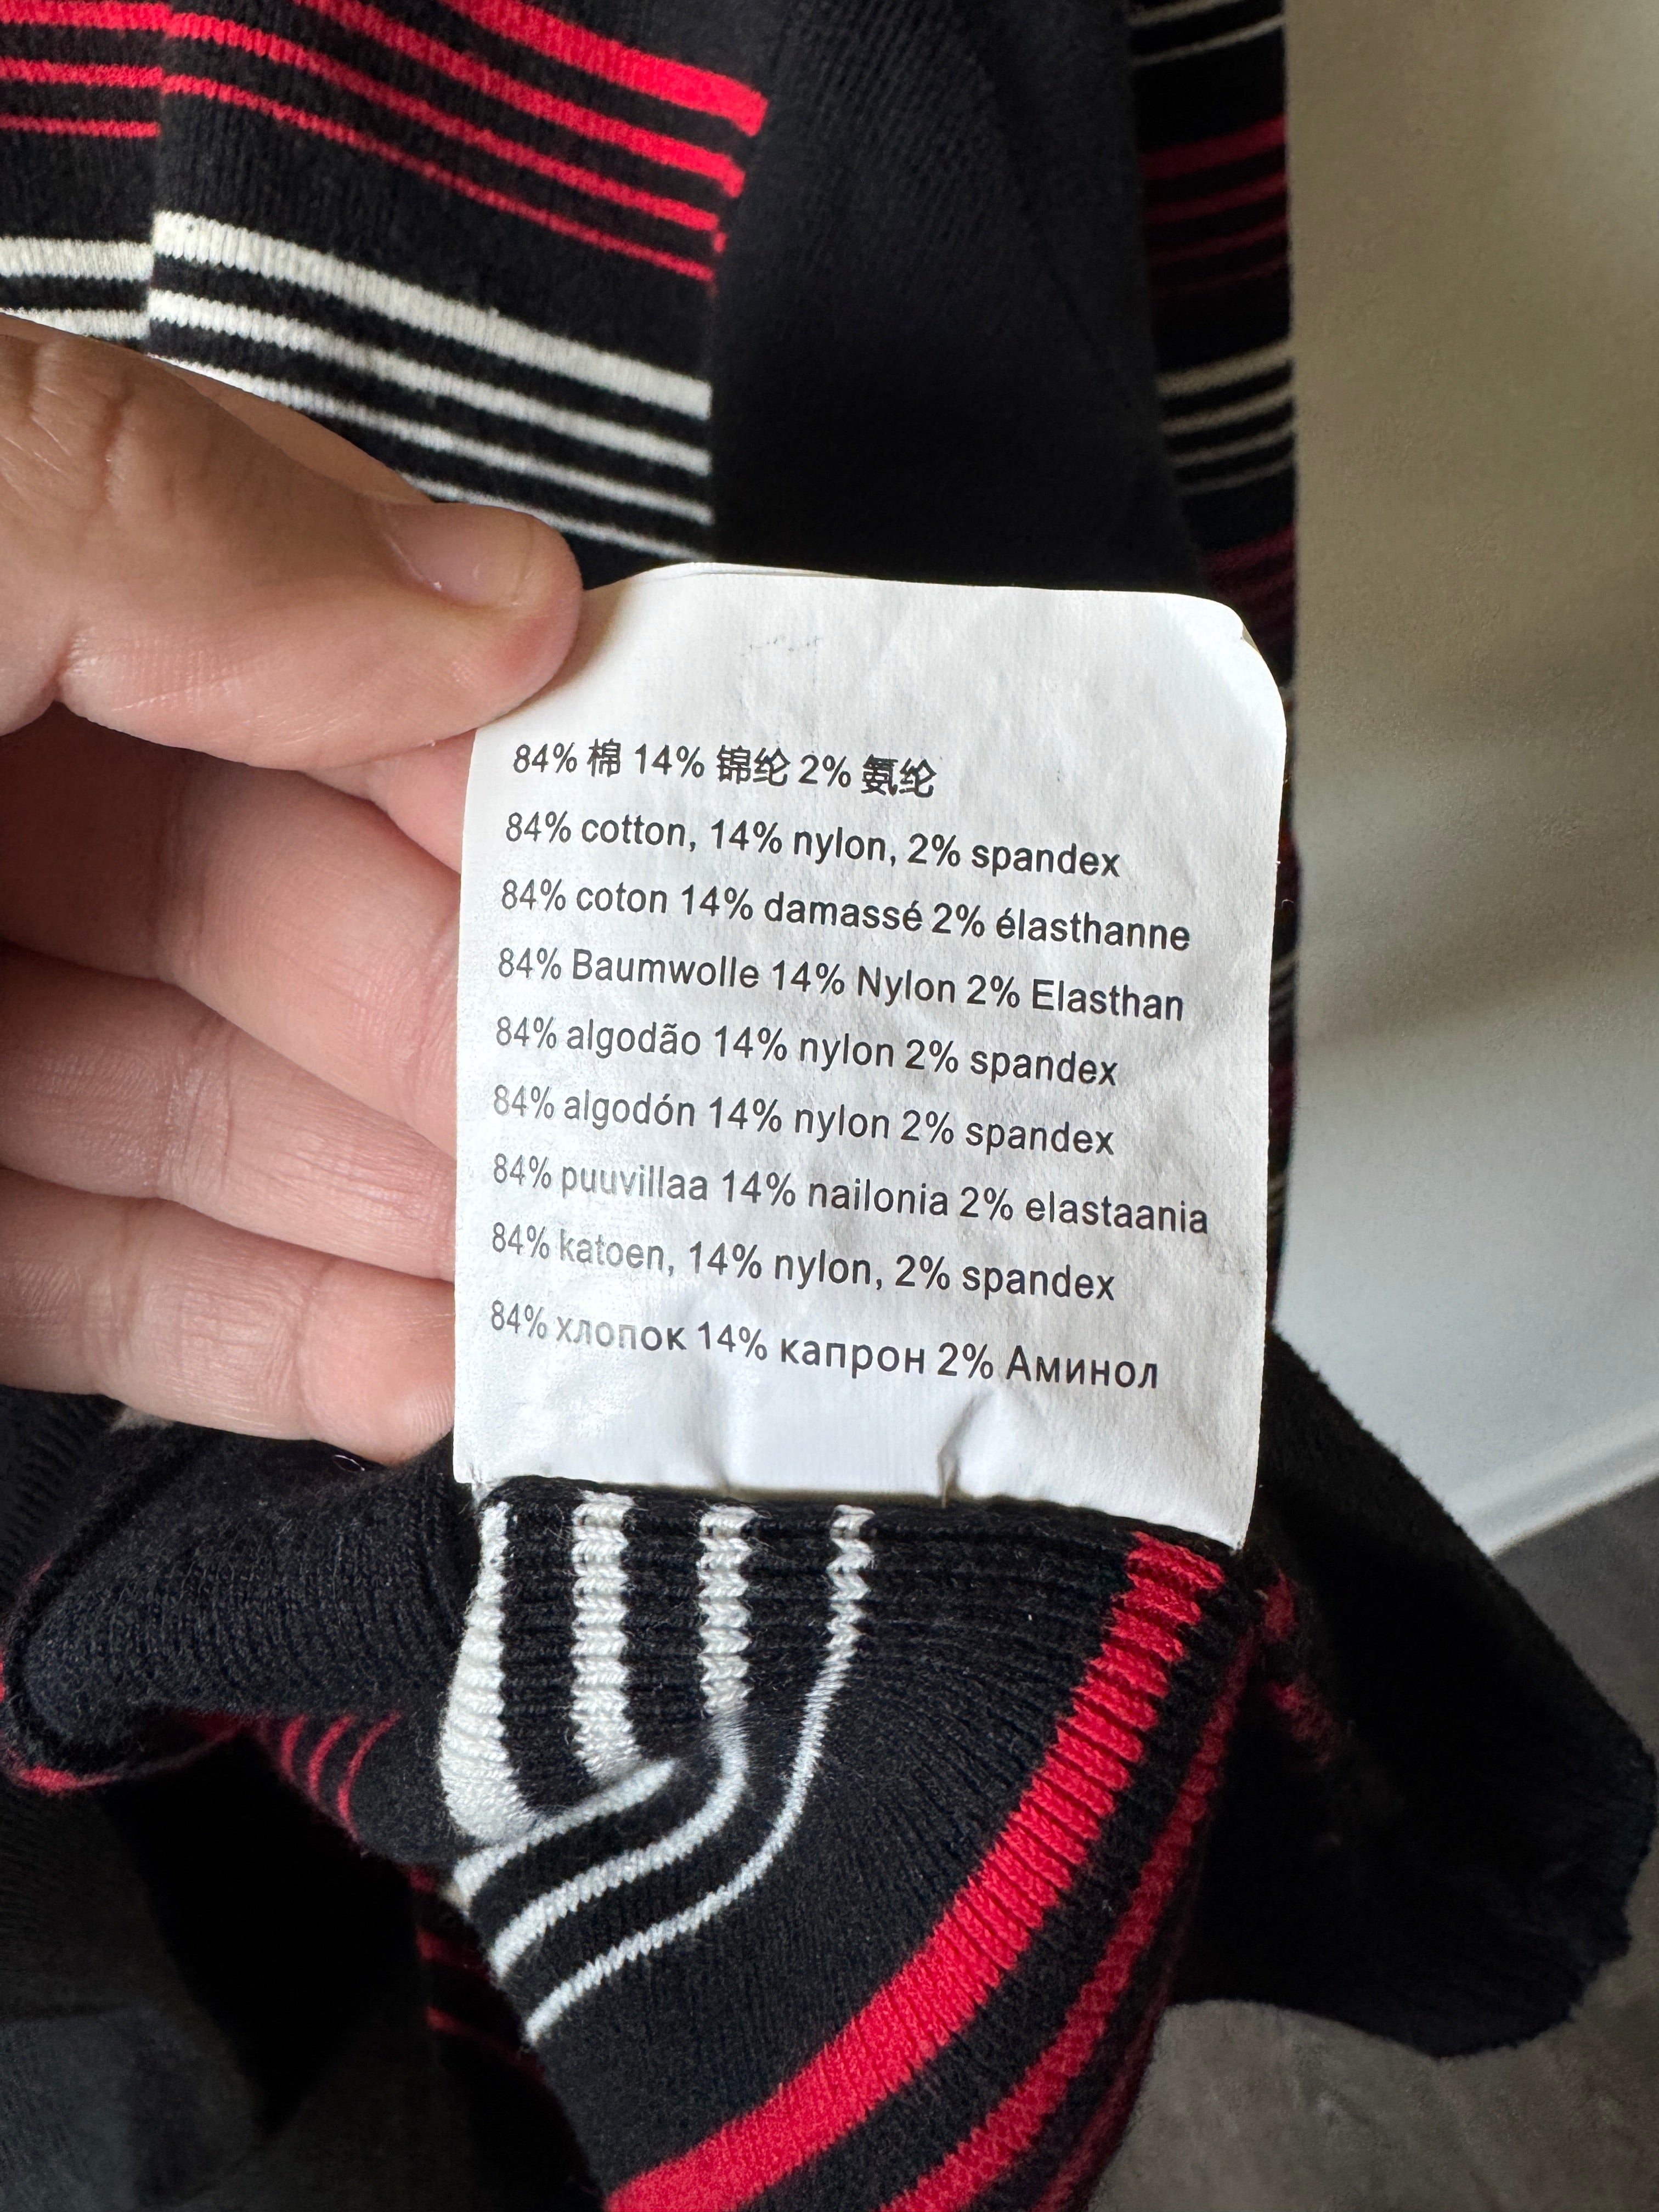 84% 棉 14% 锦纶 2% 氨纶
84% cotton, 14% nylon, 2% spandex
84% coton 14% damassé 2% élasthanne
84% Baumwolle 14% Nylon 2% Elasthan
84% algodão 14% nylon 2% spandex
84% algodón 14% nylon 2% spandex
84% puuvillaa 14% nailonia 2% elastaania
84% katoen, 14% nylon, 2% spandex
84% хлопок 14% капрон 2% Аминол